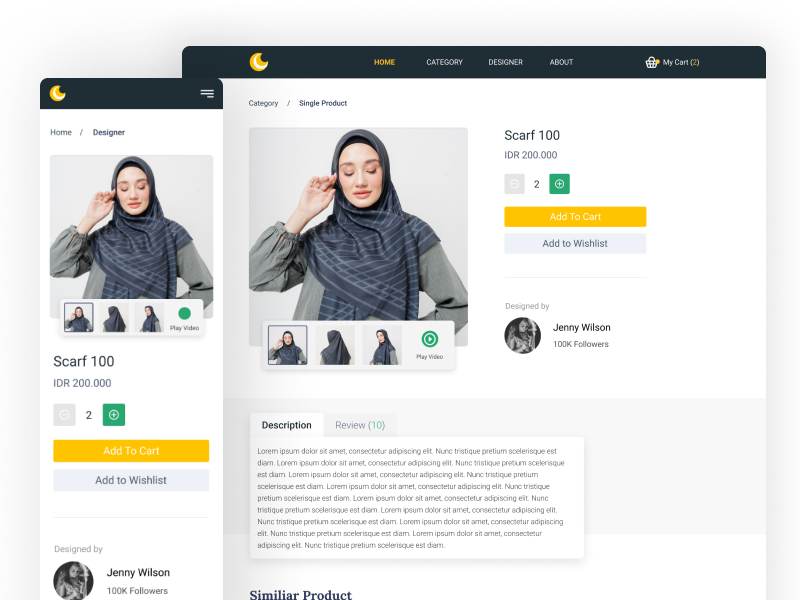 HOME
CATEGORY
DESIGNER
ABOUT
My Cart (2)
Category / Single Product
Scarf 100
IDR 200.000
2
Add To Cart
Add to Wishlist
Play Video
Designed by
Jenny Wilson
100K Followers
Description
Review (10)
Lorem ipsum dolor sit amet, consectetur adipiscing elit. Nunc tristique pretium scelerisque est
diam. Lorem ipsum dolor sit amet, consectetur adipiscing elit. Nunc tristique pretium scelerisque
est diam. Lorem ipsum dolor sit amet, consectetur adipiscing elit. Nunc tristique pretium
scelerisque est diam. Lorem ipsum dolor sit amet, consectetur adipiscing elit. Nunc tristique
pretium scelerisque est diam. Lorem ipsum dolor sit amet, consectetur adipiscing elit. Nunc
tristique pretium scelerisque est diam. Lorem ipsum dolor sit amet, consectetur adipiscing elit.
Nunc tristique pretium scelerisque est diam. Lorem ipsum dolor sit amet, consectetur adipiscing
elit. Nunc tristique pretium scelerisque est diam. Lorem ipsum dolor sit amet, consectetur
adipiscing elit. Nunc tristique pretium scelerisque est diam.
Similiar Product
Home / Designer
Play Video
Scarf 100
IDR 200.000
2
Add To Cart
Add to Wishlist
Designed by
Jenny Wilson
100K Followers